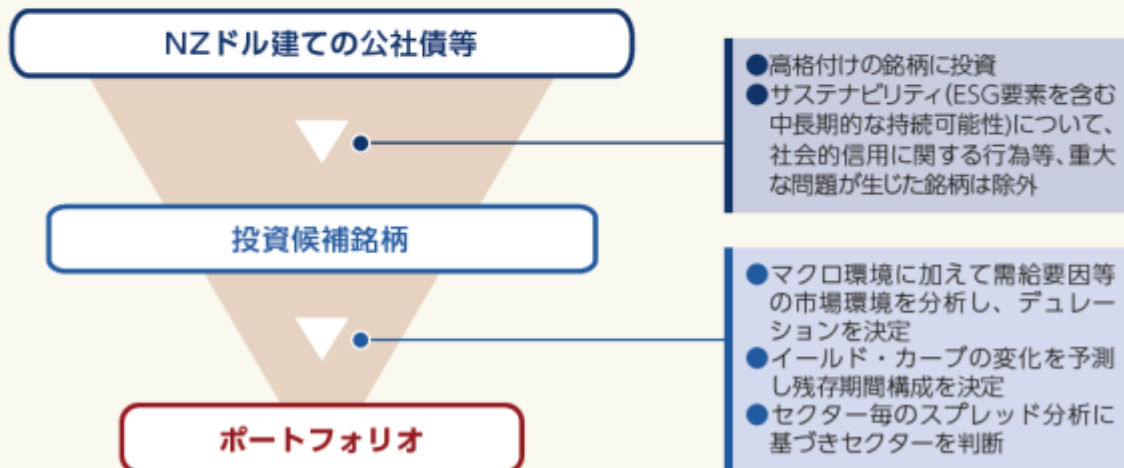 NZドル建ての公社債等
●高格付けの銘柄に投資
●サステナビリティ(ESG要素を含む
中長期的な持続可能性)について、
社会的信用に関する行為等、重大
な問題が生じた銘柄は除外
投資候補銘柄
●マクロ環境に加えて需給要因等
の市場環境を分析し、デュレー
ションを決定
●イールド・カーブの変化を予測
し残存期間構成を決定
●セクター毎のスプレッド分析に
基づきセクターを判断
ポートフォリオ